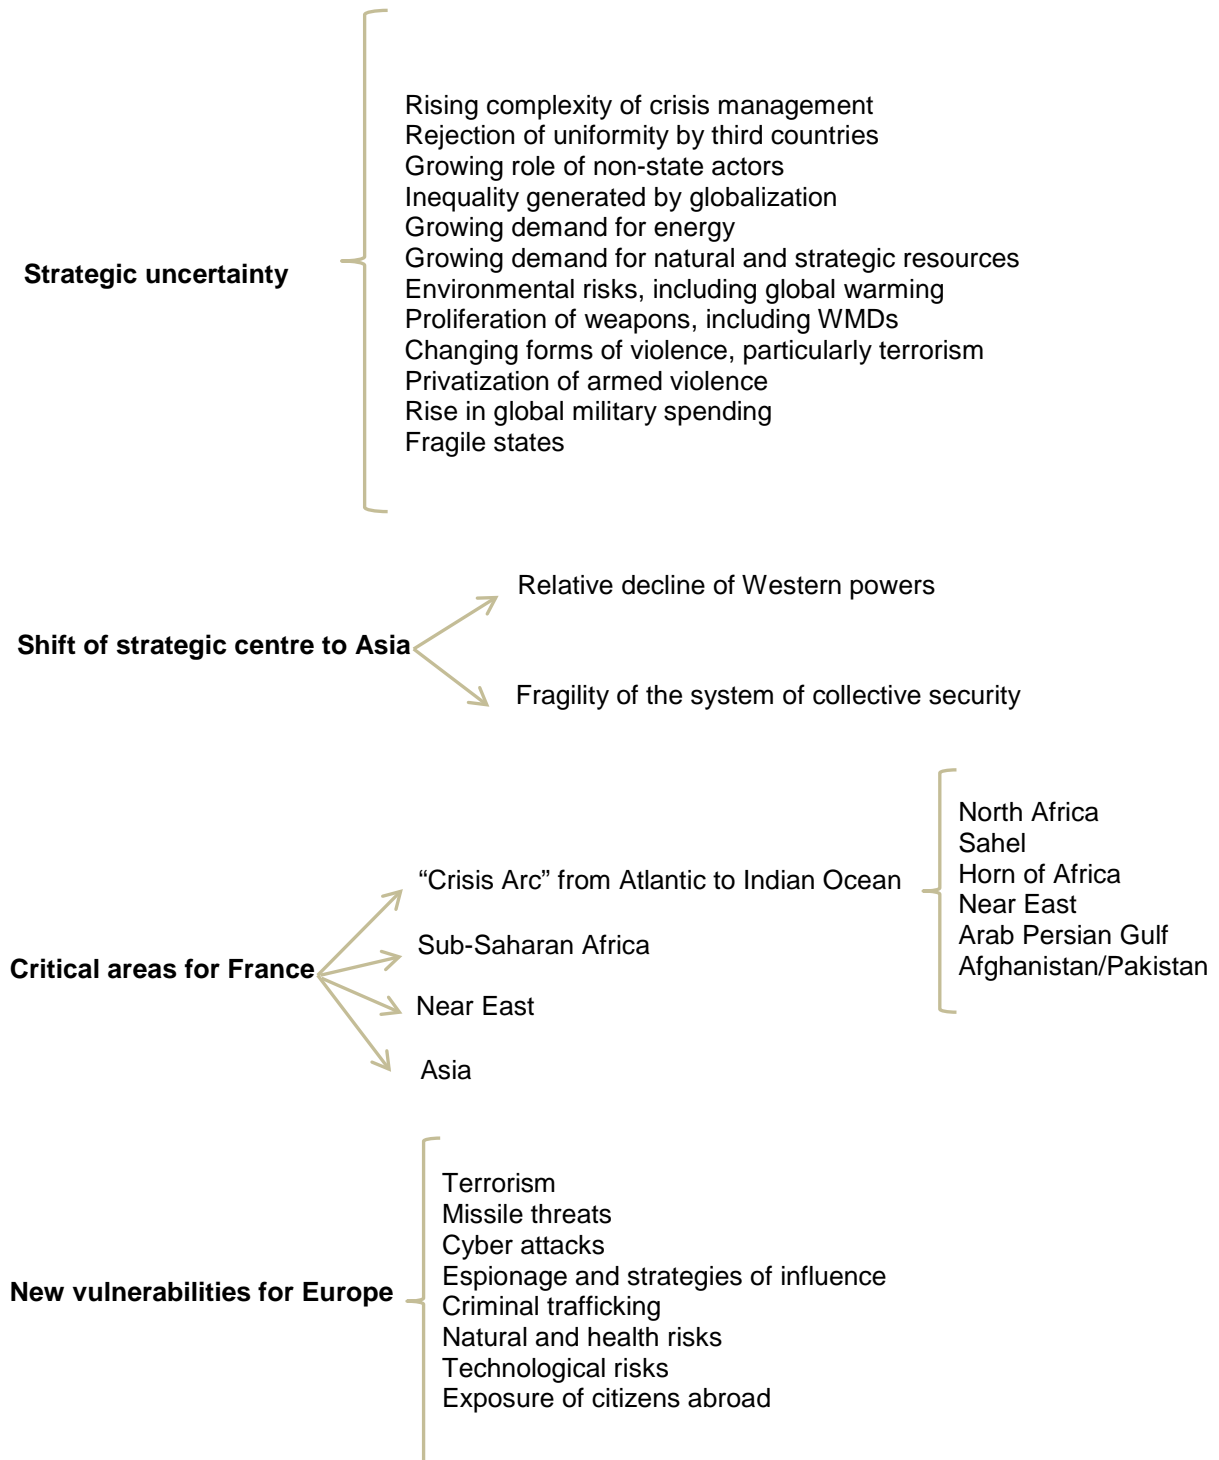 Strategic uncertainty
Rising complexity of crisis management
Rejection of uniformity by third countries
Growing role of non-state actors
Inequality generated by globalization
Growing demand for energy
Growing demand for natural and strategic resources
Environmental risks, including global warming
Proliferation of weapons, including WMDs
Changing forms of violence, particularly terrorism
Privatization of armed violence
Rise in global military spending
Fragile states
Shift of strategic centre to Asia
Relative decline of Western powers
Fragility of the system of collective security
Critical areas for France
“Crisis Arc” from Atlantic to Indian Ocean
North Africa
Sahel
Horn of Africa
Near East
Arab Persian Gulf
Afghanistan/Pakistan
Sub-Saharan Africa
Near East
Asia
New vulnerabilities for Europe
Terrorism
Missile threats
Cyber attacks
Espionage and strategies of influence
Criminal trafficking
Natural and health risks
Technological risks
Exposure of citizens abroad